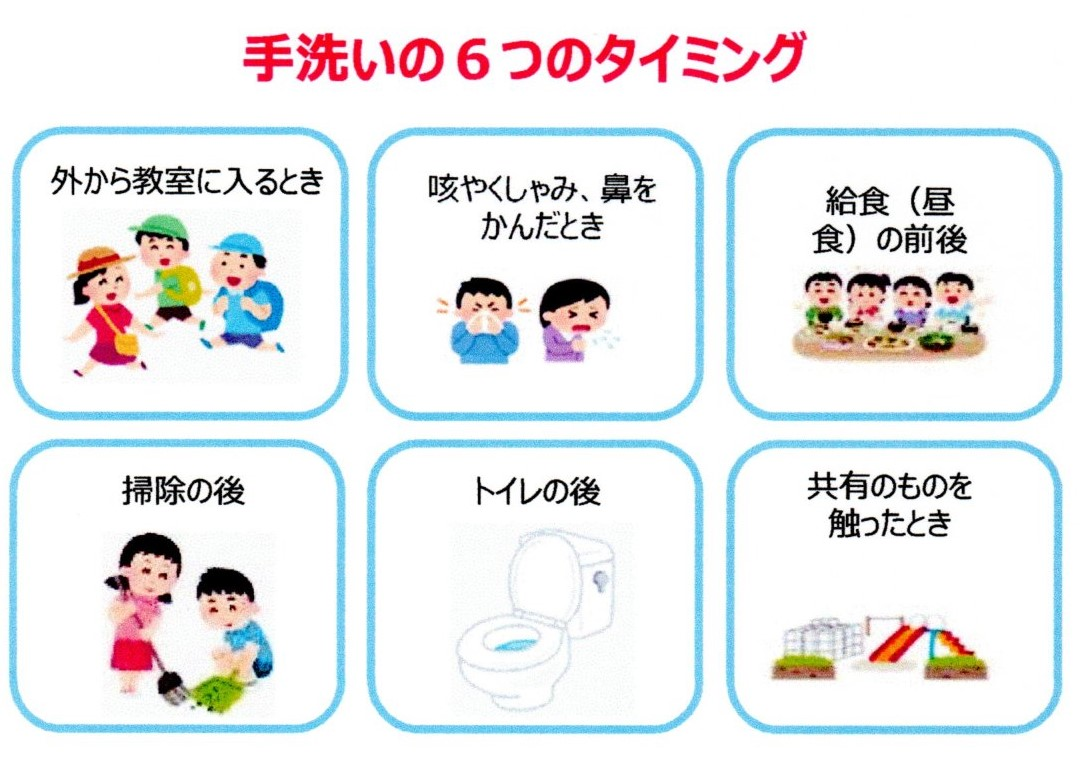 手洗いの６つのタイミング
外から教室に入るとき
咳やくしゃみ、鼻を
かんだとき
給食（昼
食）の前後
掃除の後
トイレの後
共有のものを
触ったとき